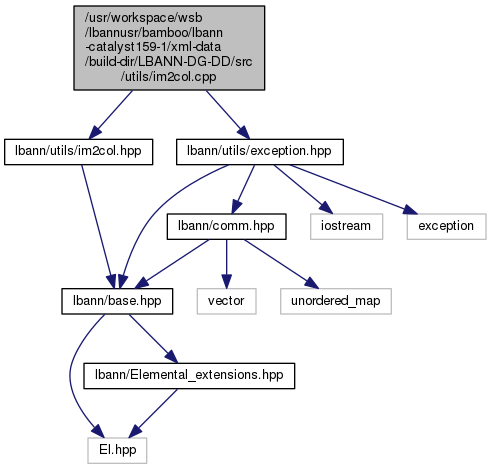 /usr/workspace/wsb
/lbannusr/bamboo/lbann
-catalyst159-1/xml-data
/build-dir/LBANN-DG-DD/src
/utils/im2col.cpp
lbann/utils/im2col.hpp
lbann/utils/exception.hpp
lbann/comm.hpp
iostream
exception
lbann/base.hpp
vector
unordered_map
lbann/Elemental_extensions.hpp
El.hpp